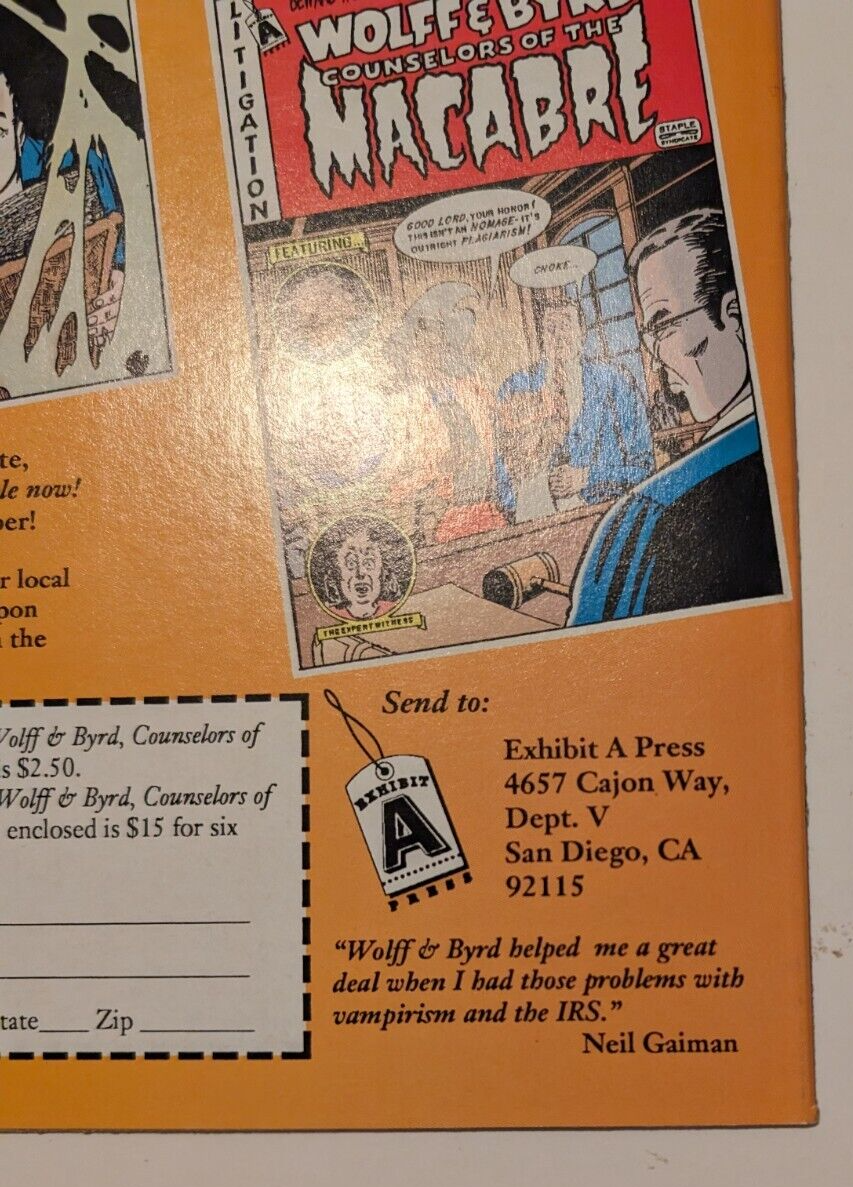 LITIGATION
A
WOLFF & BYRD
COUNSELORS OF THE
MACABRE
STAPLE
SYNDICATE
GOOD LORD, YOUR HONOR!
THIS ISN'T AN HOMAGE- IT'S
OUTRIGHT PLAGIARISM!
CHOKE...
FEATURING...
THE EXPERT WITNESS
te,
le now!
er!
r local
pon
the
Wolff & Byrd, Counselors of
s $2.50.
Wolff & Byrd, Counselors of
enclosed is $15 for six
tate____ Zip ________
Send to:
EXHIBIT
A
PRESS
Exhibit A Press
4657 Cajon Way,
Dept. V
San Diego, CA
92115
“Wolff & Byrd helped me a great
deal when I had those problems with
vampirism and the IRS.”
Neil Gaiman